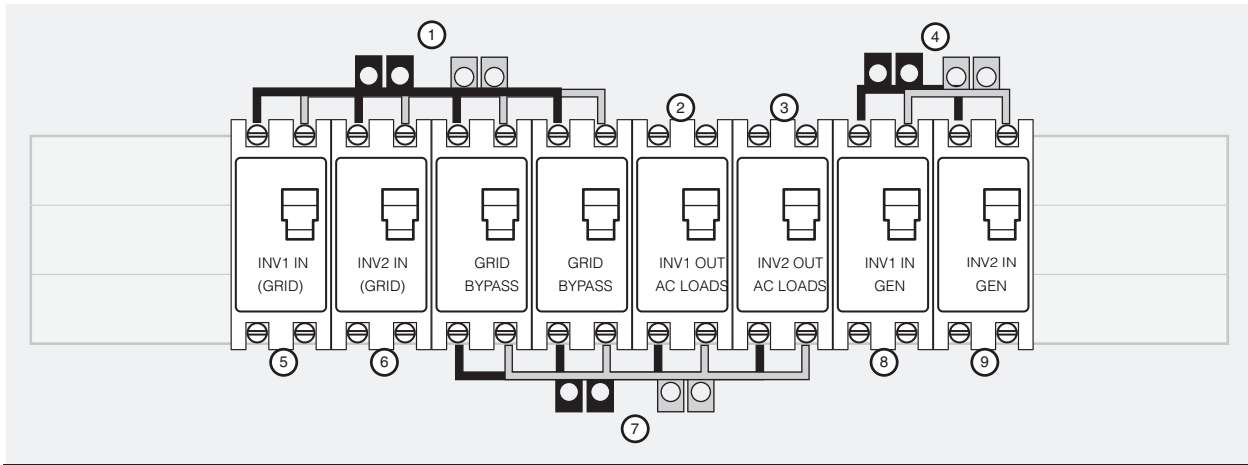 1
4
2
3
INV1 IN
(GRID)
INV2 IN
(GRID)
GRID
BYPASS
GRID
BYPASS
INV1 OUT
AC LOADS
INV2 OUT
AC LOADS
INV1 IN
GEN
INV2 IN
GEN
5
6
8
9
7